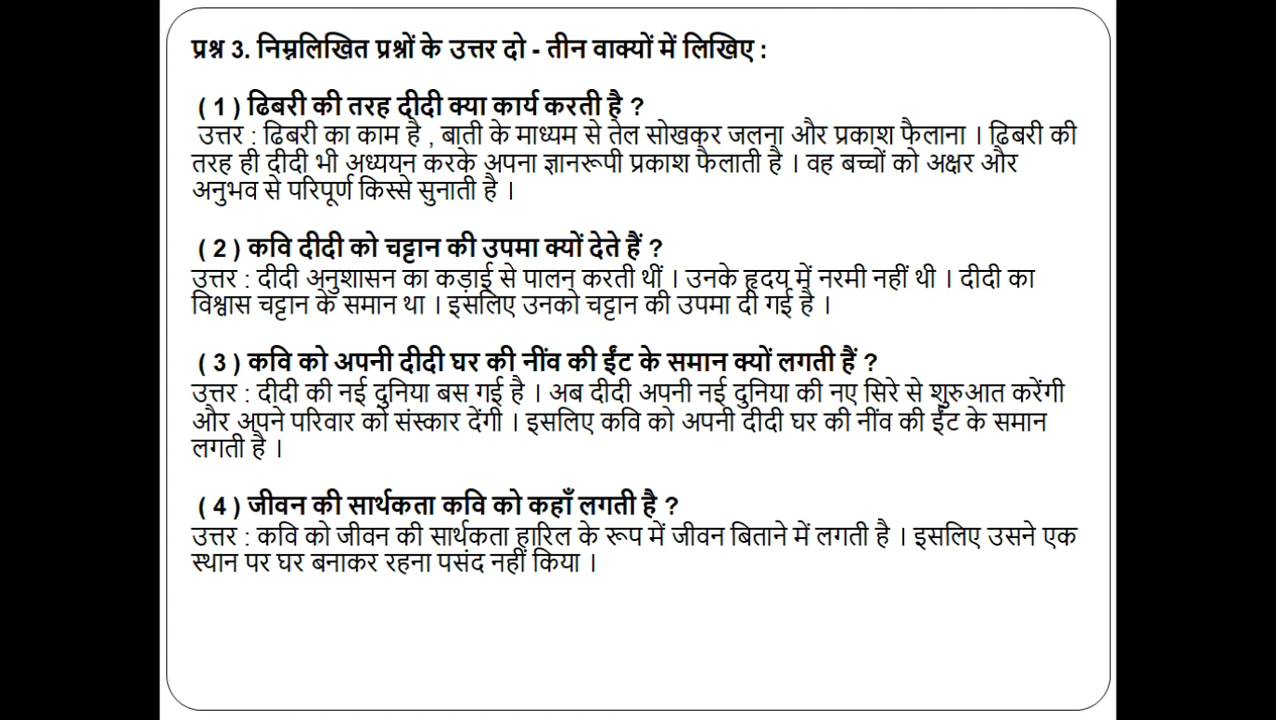 प्रश्न 3. निम्नलिखित प्रश्नों के उत्तर दो - तीन वाक्यों में लिखिए :
( 1 ) ढिबरी की तरह दीदी क्या कार्य करती है ?
उत्तर : ढिबरी का काम है , बाती के माध्यम से तेल सोखकर जलना और प्रकाश फैलाना । ढिबरी की
तरह ही दीदी भी अध्ययन करके अपना ज्ञानरूपी प्रकाश फैलाती है । वह बच्चों को अक्षर और
अनुभव से परिपूर्ण किस्से सुनाती है ।
( 2 ) कवि दीदी को चट्टान की उपमा क्यों देते हैं ?
उत्तर : दीदी अनुशासन का कड़ाई से पालन करती थीं । उनके हृदय में नरमी नहीं थी । दीदी का
विश्वास चट्टान के समान था । इसलिए उनको चट्टान की उपमा दी गई है ।
( 3 ) कवि को अपनी दीदी घर की नींव की ईंट के समान क्यों लगती हैं ?
उत्तर : दीदी की नई दुनिया बस गई है । अब दीदी अपनी नई दुनिया की नए सिरे से शुरुआत करेंगी
और अपने परिवार को संस्कार देंगी । इसलिए कवि को अपनी दीदी घर की नींव की ईंट के समान
लगती है ।
( 4 ) जीवन की सार्थकता कवि को कहाँ लगती है ?
उत्तर : कवि को जीवन की सार्थकता हारिल के रूप में जीवन बिताने में लगती है । इसलिए उसने एक
स्थान पर घर बनाकर रहना पसंद नहीं किया ।